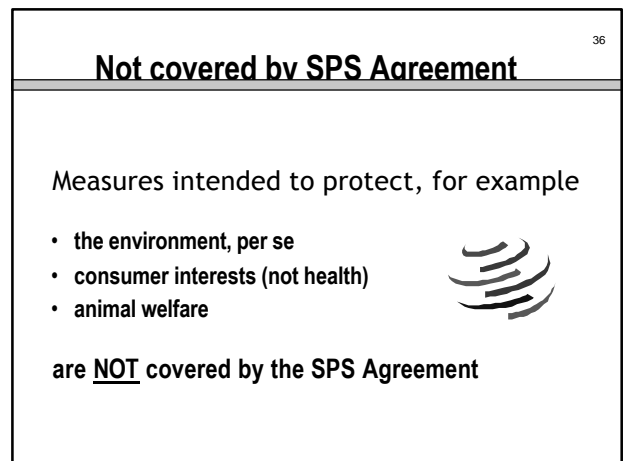 36
Not covered by SPS Agreement
Measures intended to protect, for example
• the environment, per se
• consumer interests (not health)
• animal welfare
are NOT covered by the SPS Agreement